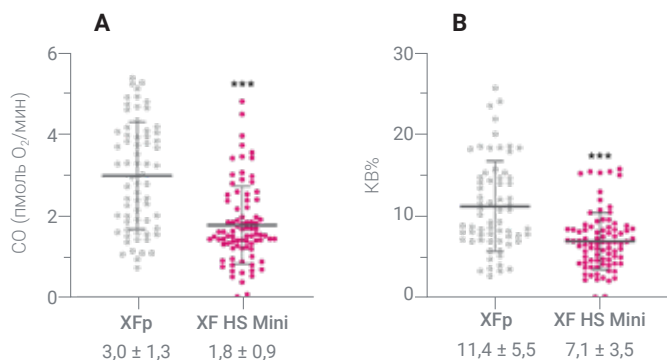 A
B
6
4
2
0
СО (пмоль O₂/мин)
***
XFp
XF HS Mini
3,0 ± 1,3
1,8 ± 0,9
30
20
10
0
КВ%
***
XFp
XF HS Mini
11,4 ± 5,5
7,1 ± 3,5